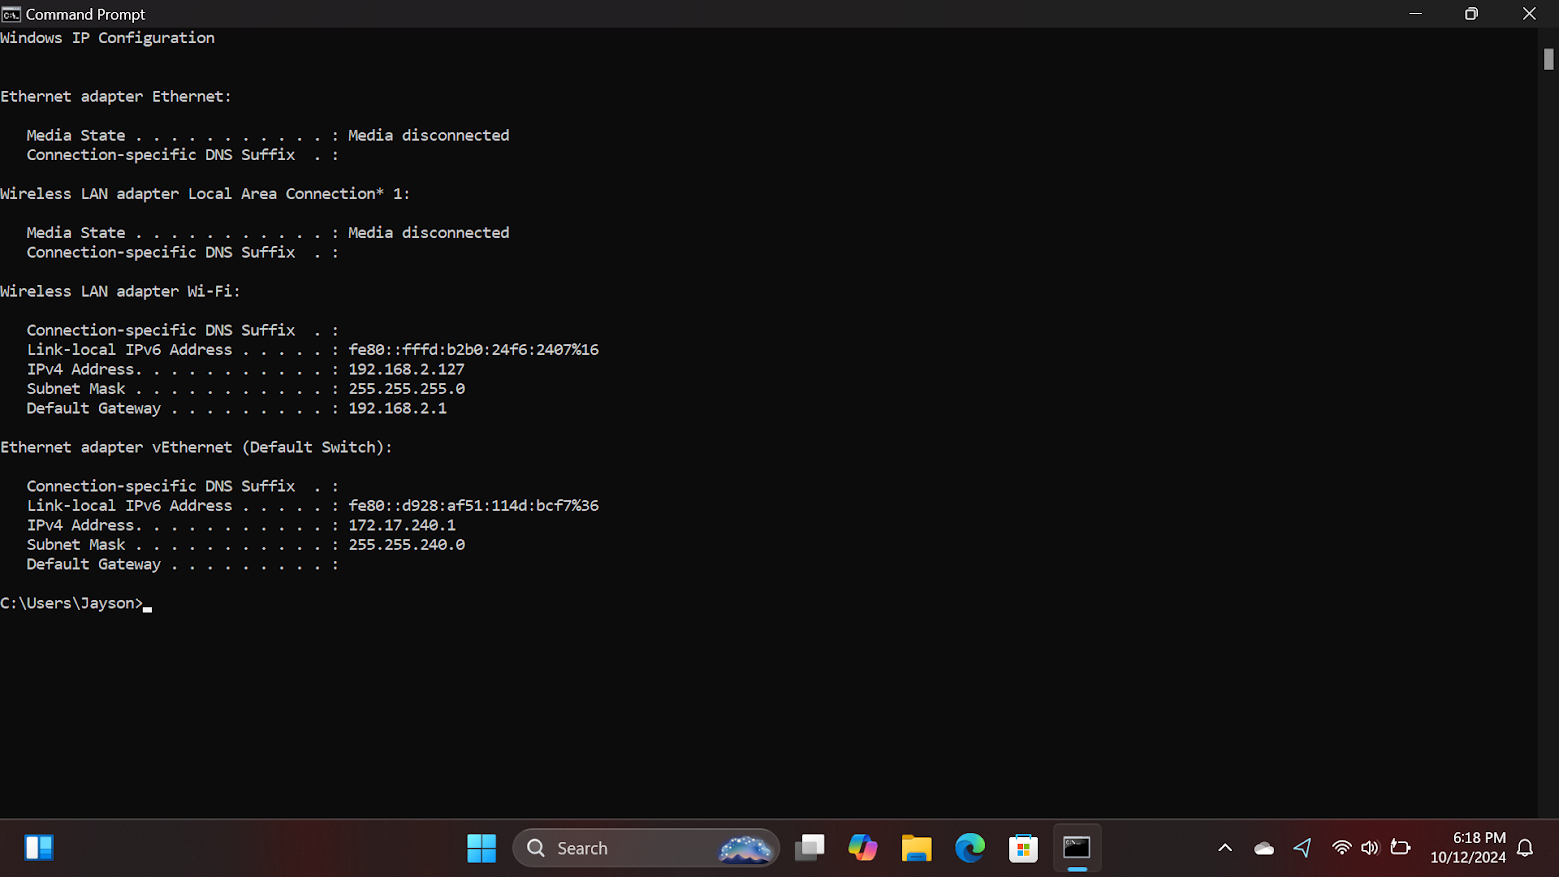 Command Prompt
Windows IP Configuration
Ethernet adapter Ethernet:
Media State . . . . . . . . . . . : Media disconnected
Connection-specific DNS Suffix  . :
Wireless LAN adapter Local Area Connection* 1:
Media State . . . . . . . . . . . : Media disconnected
Connection-specific DNS Suffix  . :
Wireless LAN adapter Wi-Fi:
Connection-specific DNS Suffix  . :
Link-local IPv6 Address . . . . . : fe80::fffd:b2b0:24f6:2407%16
IPv4 Address. . . . . . . . . . . : 192.168.2.127
Subnet Mask . . . . . . . . . . . : 255.255.255.0
Default Gateway . . . . . . . . . : 192.168.2.1
Ethernet adapter vEthernet (Default Switch):
Connection-specific DNS Suffix  . :
Link-local IPv6 Address . . . . . : fe80::d928:af51:114d:bcf7%36
IPv4 Address. . . . . . . . . . . : 172.17.240.1
Subnet Mask . . . . . . . . . . . : 255.255.240.0
Default Gateway . . . . . . . . . :
C:\Users\Jayson>
Search
6:18 PM
10/12/2024